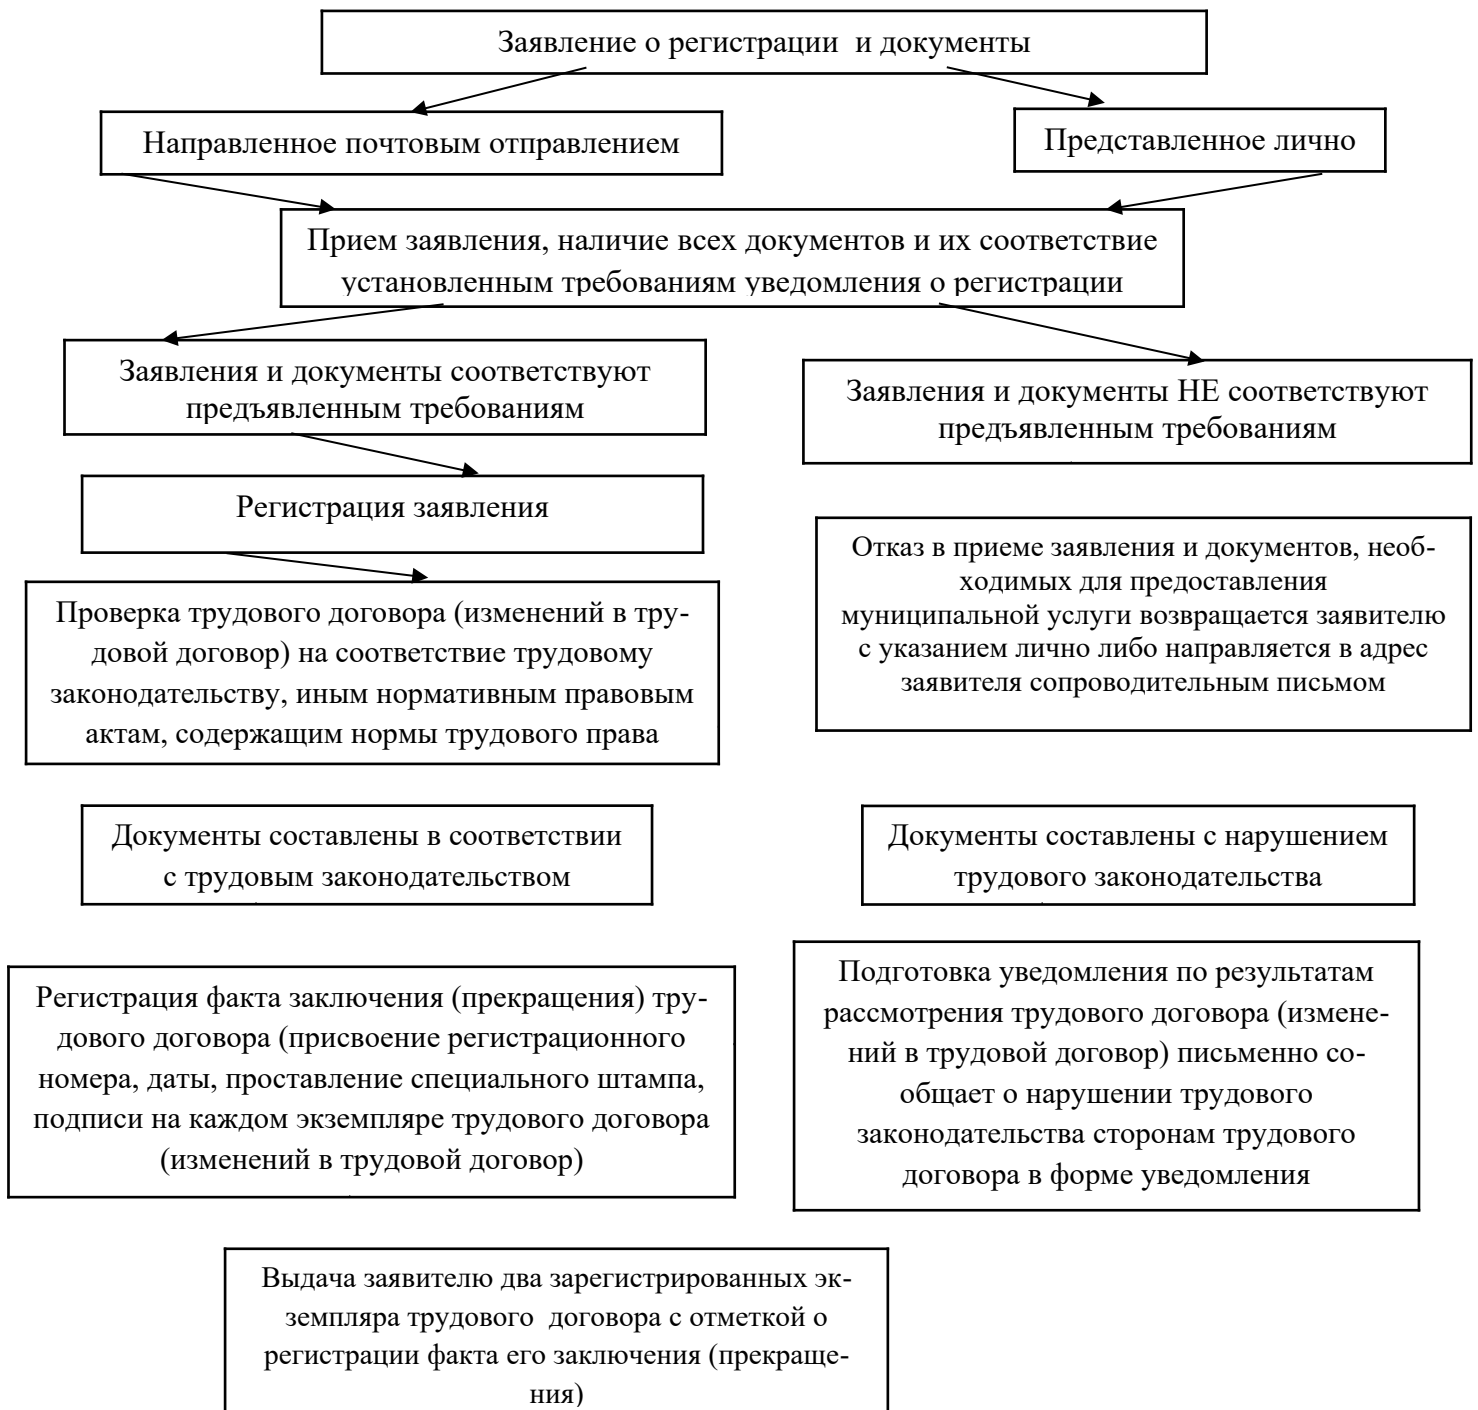 Заявление о регистрации и документы
Направленное почтовым отправлением
Представленное лично
Прием заявления, наличие всех документов и их соответствие
установленным требованиям уведомления о регистрации
Заявления и документы соответствуют
предъявленным требованиям
Заявления и документы НЕ соответствуют
предъявленным требованиям
Регистрация заявления
Отказ в приеме заявления и документов, необ-
ходимых для предоставления
муниципальной услуги возвращается заявителю
с указанием лично либо направляется в адрес
заявителя сопроводительным письмом
Проверка трудового договора (изменений в тру-
довой договор) на соответствие трудовому
законодательству, иным нормативным правовым
актам, содержащим нормы трудового права
Документы составлены в соответствии
с трудовым законодательством
Документы составлены с нарушением
трудового законодательства
Регистрация факта заключения (прекращения) тру-
дового договора (присвоение регистрационного
номера, даты, проставление специального штампа,
подписи на каждом экземпляре трудового договора
(изменений в трудовой договор)
Подготовка уведомления по результатам
рассмотрения трудового договора (измене-
ний в трудовой договор) письменно со-
общает о нарушении трудового
законодательства сторонам трудового
договора в форме уведомления
Выдача заявителю два зарегистрированных эк-
земпляра трудового договора с отметкой о
регистрации факта его заключения (прекраще-
ния)